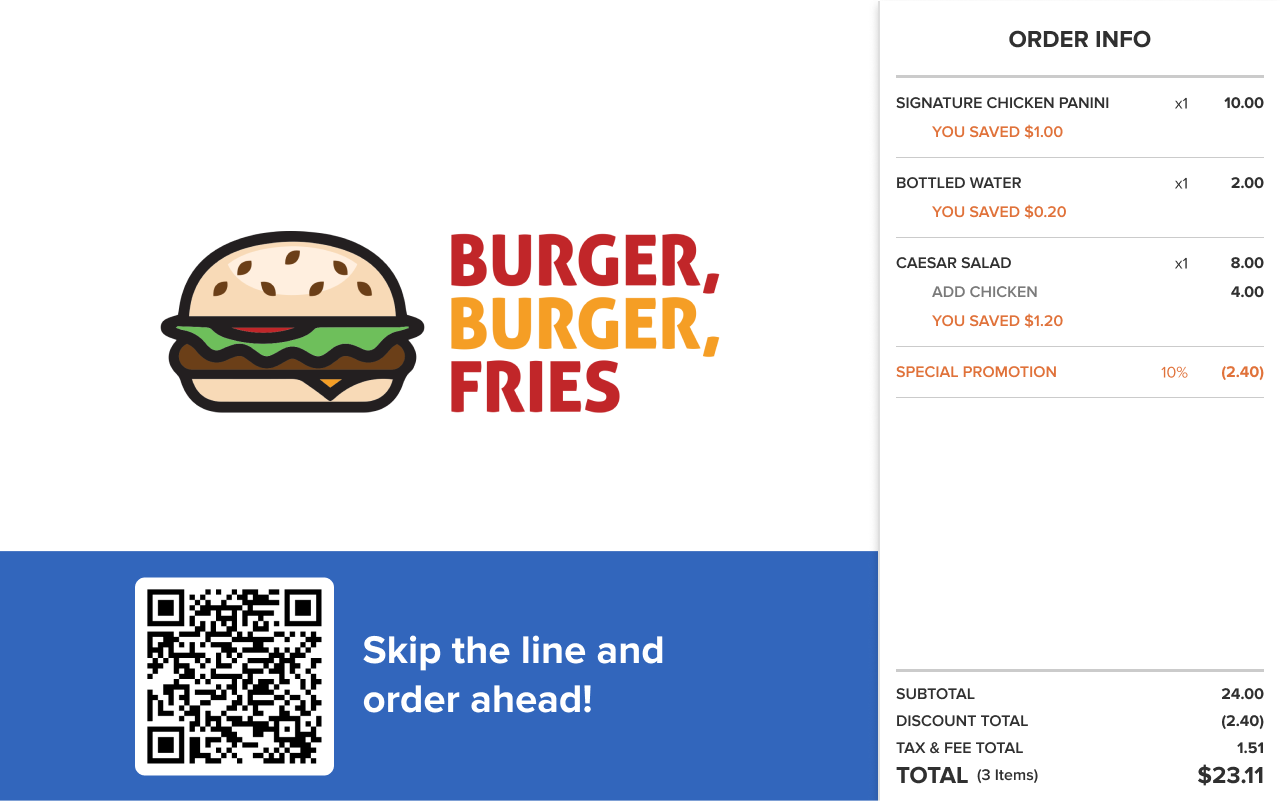 BURGER,
BURGER,
FRIES
Skip the line and
order ahead!
ORDER INFO
SIGNATURE CHICKEN PANINI x1 10.00
YOU SAVED $1.00
BOTTLED WATER x1 2.00
YOU SAVED $0.20
CAESAR SALAD x1 8.00
ADD CHICKEN 4.00
YOU SAVED $1.20
SPECIAL PROMOTION 10% (2.40)
SUBTOTAL 24.00
DISCOUNT TOTAL (2.40)
TAX & FEE TOTAL 1.51
TOTAL (3 Items) $23.11